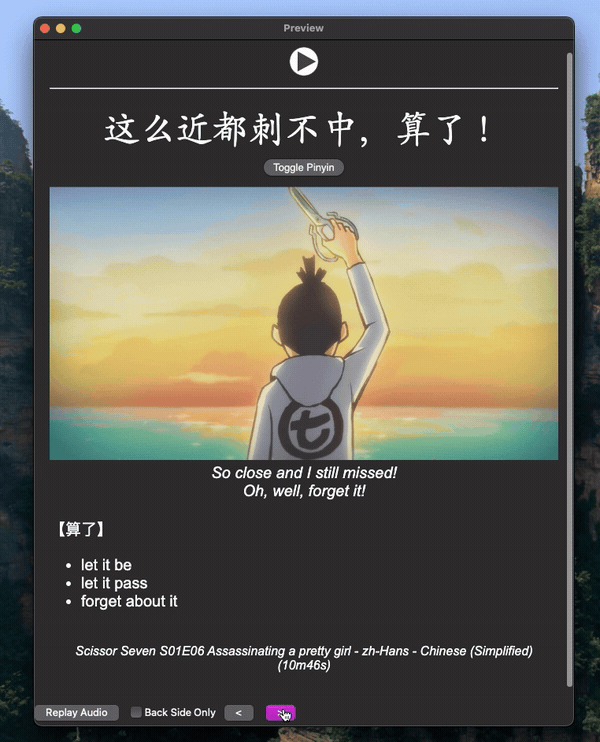 Preview
这么近都刺不中，算了！
Toggle Pinyin
七
So close and I still missed!
Oh, well, forget it!
【算了】
• let it be
• let it pass
• forget about it
Scissor Seven S01E06 Assassinating a pretty girl - zh-Hans - Chinese (Simplified)
(10m46s)
Replay Audio Back Side Only <